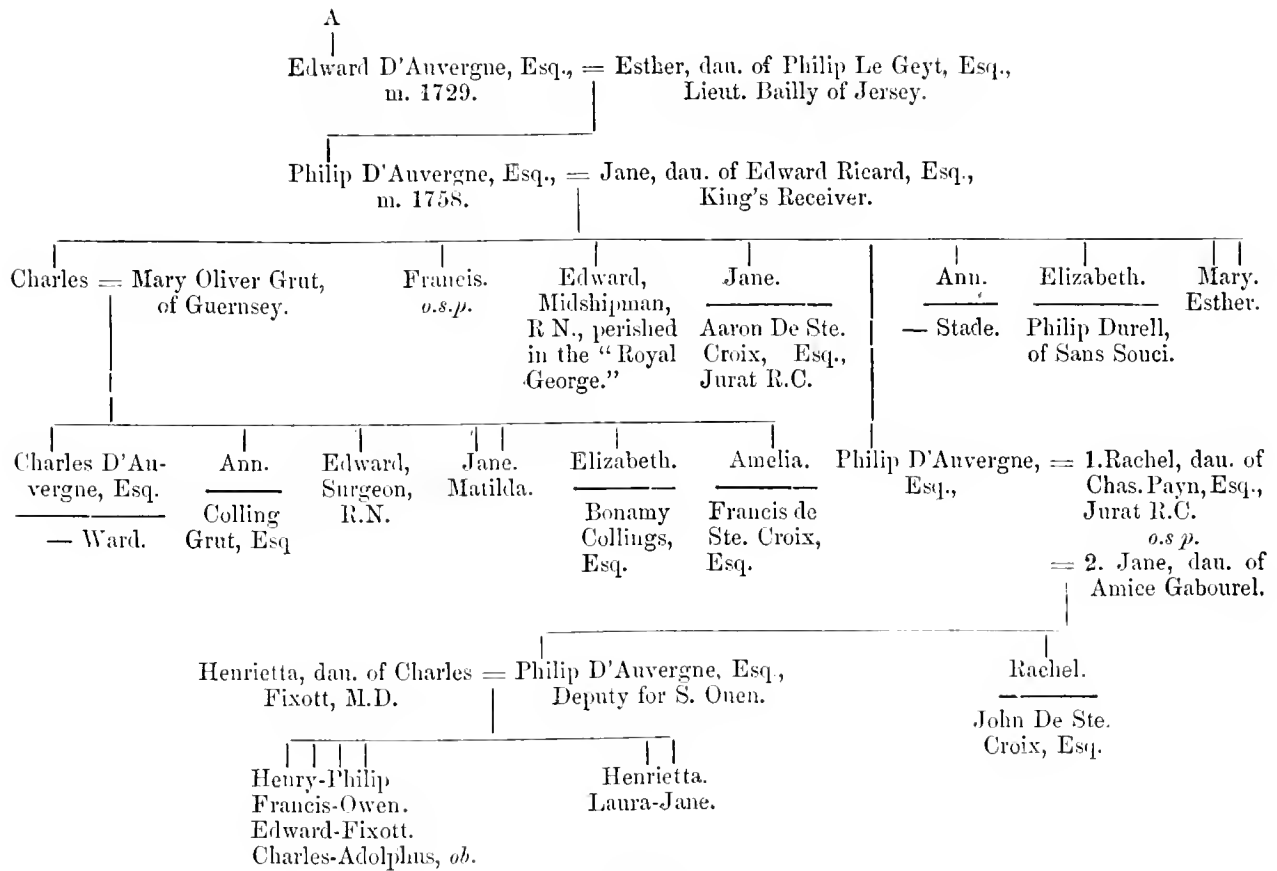 A
Edward D'Auvergne, Esq., = Esther, dau. of Philip Le Geyt, Esq.,
m. 1729. Lieut. Bailly of Jersey.
Philip D'Auvergne, Esq., = Jane, dau. of Edward Ricard, Esq.,
m. 1758. King's Receiver.
Charles = Mary Oliver Grut,
of Guernsey.
Francis.
o.s.p.
Edward,
Midshipman,
R N., perished
in the "Royal
George."
Jane.
Aaron De Ste.
Croix, Esq.,
Jurat R.C.
Ann.
— Stade.
Elizabeth.
Philip Durell,
of Sans Souci.
Mary.
Esther.
Charles D'Au-
vergne, Esq.
— Ward.
Ann.
Colling
Grut, Esq
Edward,
Surgeon,
R.N.
Jane.
Matilda.
Elizabeth.
Bonamy
Collings,
Esq.
Amelia.
Francis de
Ste. Croix,
Esq.
Philip D'Auvergne, = 1.Rachel, dau. of
Esq., Chas. Payn, Esq.,
Jurat R.C.
o.s p.
= 2. Jane, dau. of
Amice Gabourel.
Henrietta, dau. of Charles = Philip D'Auvergne, Esq.,
Fixott, M.D. Deputy for S. Ouen.
Rachel.
John De Ste.
Croix, Esq.
Henry-Philip
Francis-Owen.
Edward-Fixott.
Charles-Adolphus, ob.
Henrietta.
Laura-Jane.